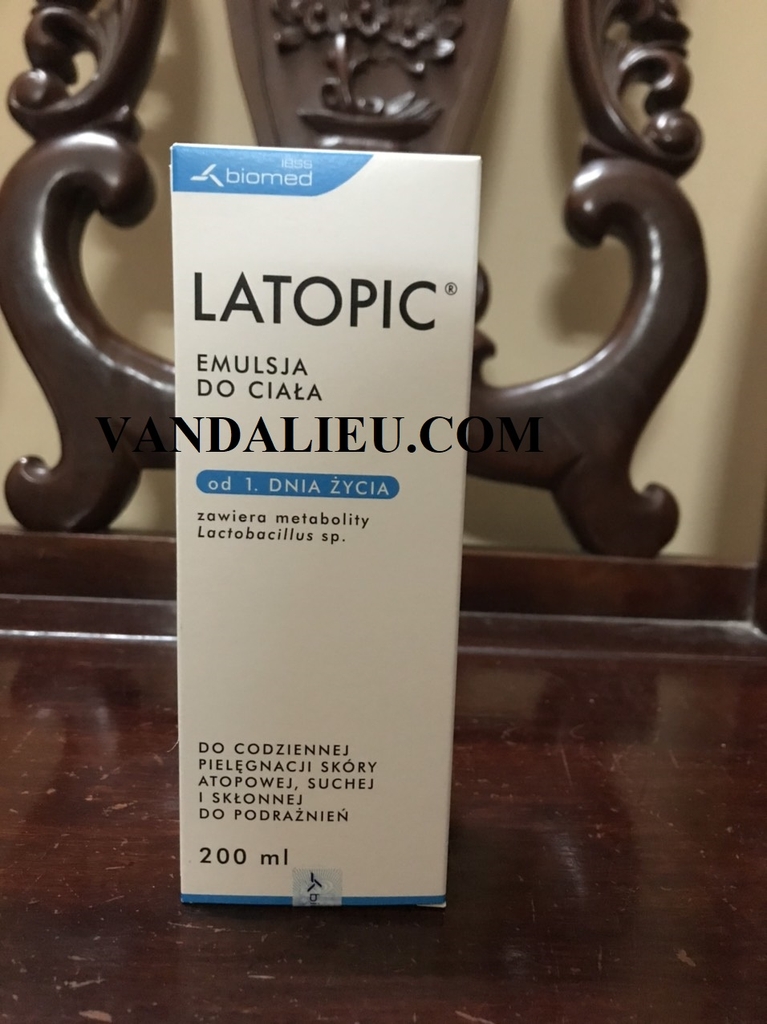 IBSS
biomed
LATOPIC®
EMULSJA
DO CIAŁA
VANDALIEU.COM
od 1. DNIA ŻYCIA
zawiera metabolity
Lactobacillus sp.
DO CODZIENNEJ
PIELĘGNACJI SKÓRY
ATOPOWEJ, SUCHEJ
I SKŁONNEJ
DO PODRAŻNIEŃ
200 ml